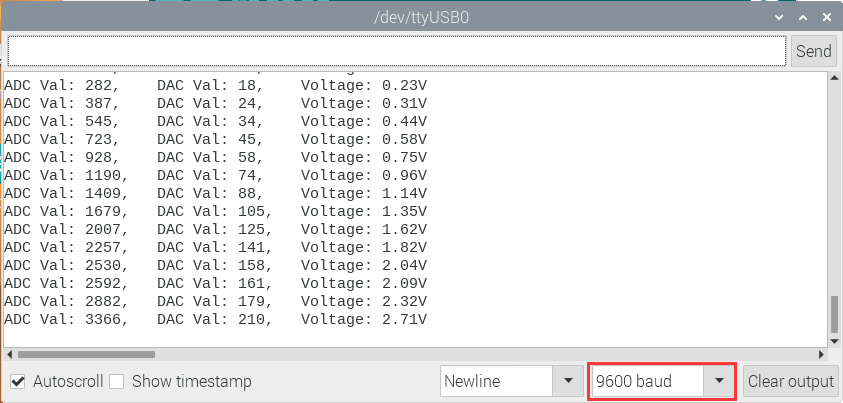 /dev/ttyUSB0
Send
ADC Val: 282, DAC Val: 18, Voltage: 0.23V
ADC Val: 387, DAC Val: 24, Voltage: 0.31V
ADC Val: 545, DAC Val: 34, Voltage: 0.44V
ADC Val: 723, DAC Val: 45, Voltage: 0.58V
ADC Val: 928, DAC Val: 58, Voltage: 0.75V
ADC Val: 1190, DAC Val: 74, Voltage: 0.96V
ADC Val: 1409, DAC Val: 88, Voltage: 1.14V
ADC Val: 1679, DAC Val: 105, Voltage: 1.35V
ADC Val: 2007, DAC Val: 125, Voltage: 1.62V
ADC Val: 2257, DAC Val: 141, Voltage: 1.82V
ADC Val: 2530, DAC Val: 158, Voltage: 2.04V
ADC Val: 2592, DAC Val: 161, Voltage: 2.09V
ADC Val: 2882, DAC Val: 179, Voltage: 2.32V
ADC Val: 3366, DAC Val: 210, Voltage: 2.71V
Autoscroll Show timestamp Newline 9600 baud Clear output